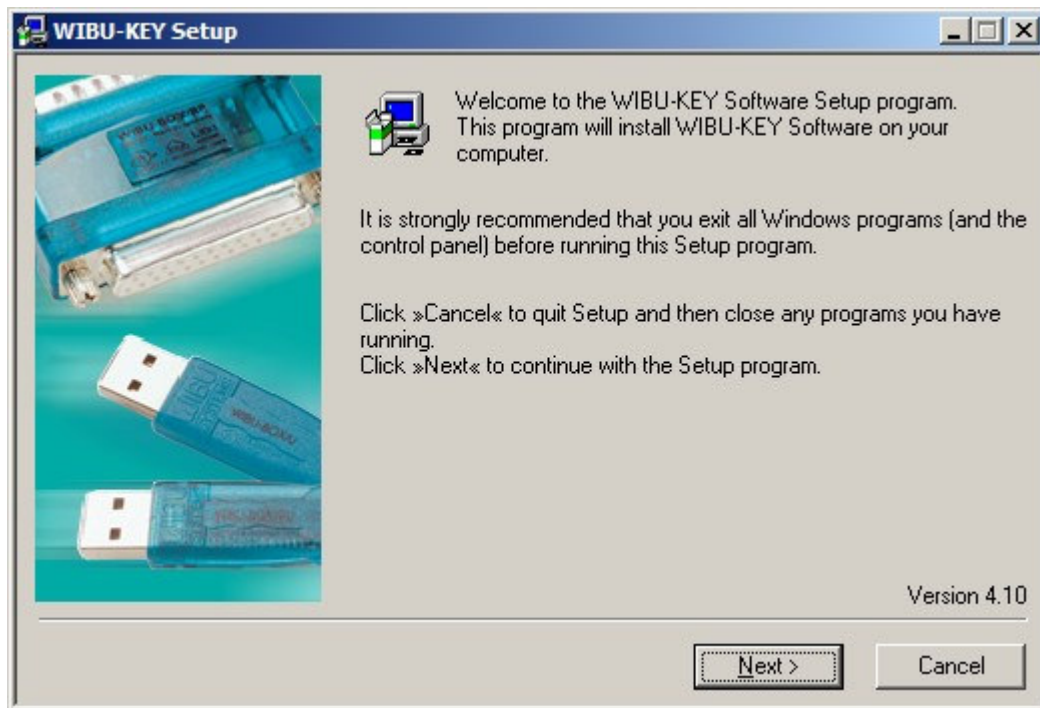 WIBU-KEY Setup
Welcome to the WIBU-KEY Software Setup program.
This program will install WIBU-KEY Software on your
computer.
It is strongly recommended that you exit all Windows programs (and the
control panel) before running this Setup program.
Click »Cancel« to quit Setup and then close any programs you have
running.
Click »Next« to continue with the Setup program.
WIBU-BOX/U
Version 4.10
Next >
Cancel